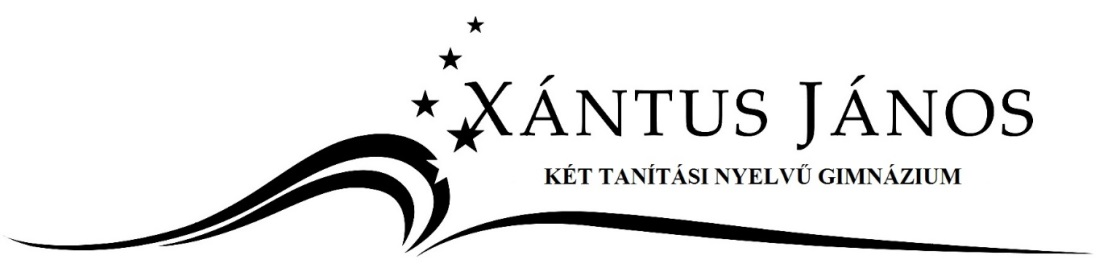 XÁNTUS JÁNOS
KÉT TANÍTÁSI NYELVŰ GIMNÁZIUM